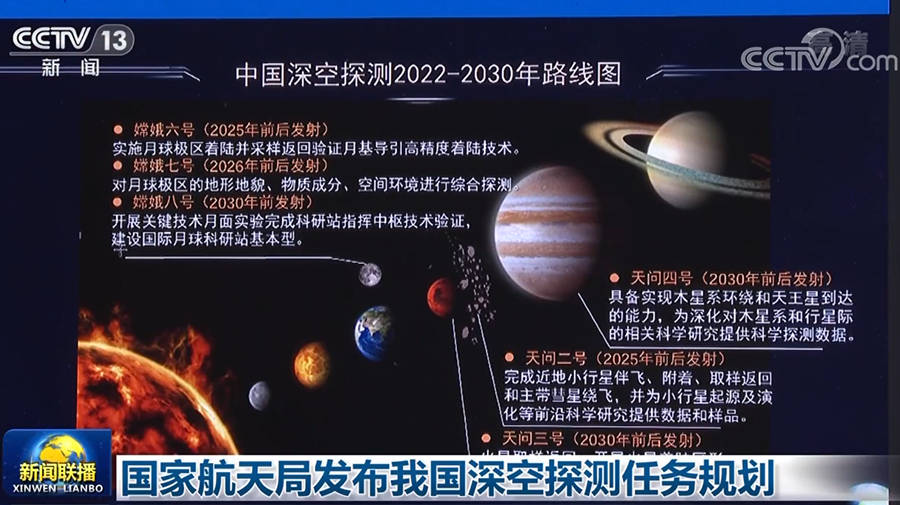 CCTV 13
新闻
高清
CCTV.com
中国深空探测2022-2030年路线图
嫦娥六号（2025年前后发射）
实施月球极区着陆并采样返回验证月基导引高精度着陆技术。
嫦娥七号（2026年前后发射）
对月球极区的地形地貌、物质成分、空间环境进行综合探测。
嫦娥八号（2030年前发射）
开展关键技术月面实验完成科研站指挥中枢技术验证，
建设国际月球科研站基本型。
天问四号（2030年前后发射）
具备实现木星系环绕和天王星到达
的能力，为深化对木星系和行星际
的相关科学研究提供科学探测数据。
天问二号（2025年前后发射）
完成近地小行星伴飞、附着、取样返回
和主带彗星绕飞，并为小行星起源及演
化等前沿科学研究提供数据和样品。
天问三号（2030年前后发射）
新闻联播
XINWEN LIANBO
国家航天局发布我国深空探测任务规划